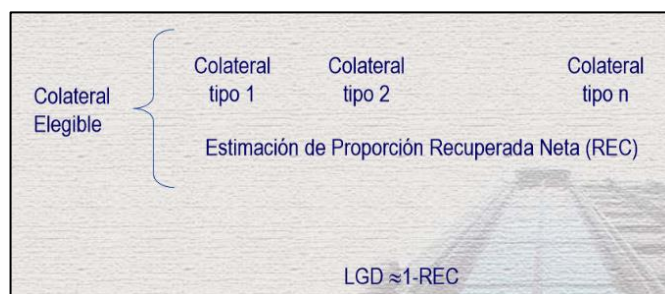 Colateral
Elegible
Colateral
tipo 1
Colateral
tipo 2
Colateral
tipo n
Estimación de Proporción Recuperada Neta (REC)
LGD ≈1-REC